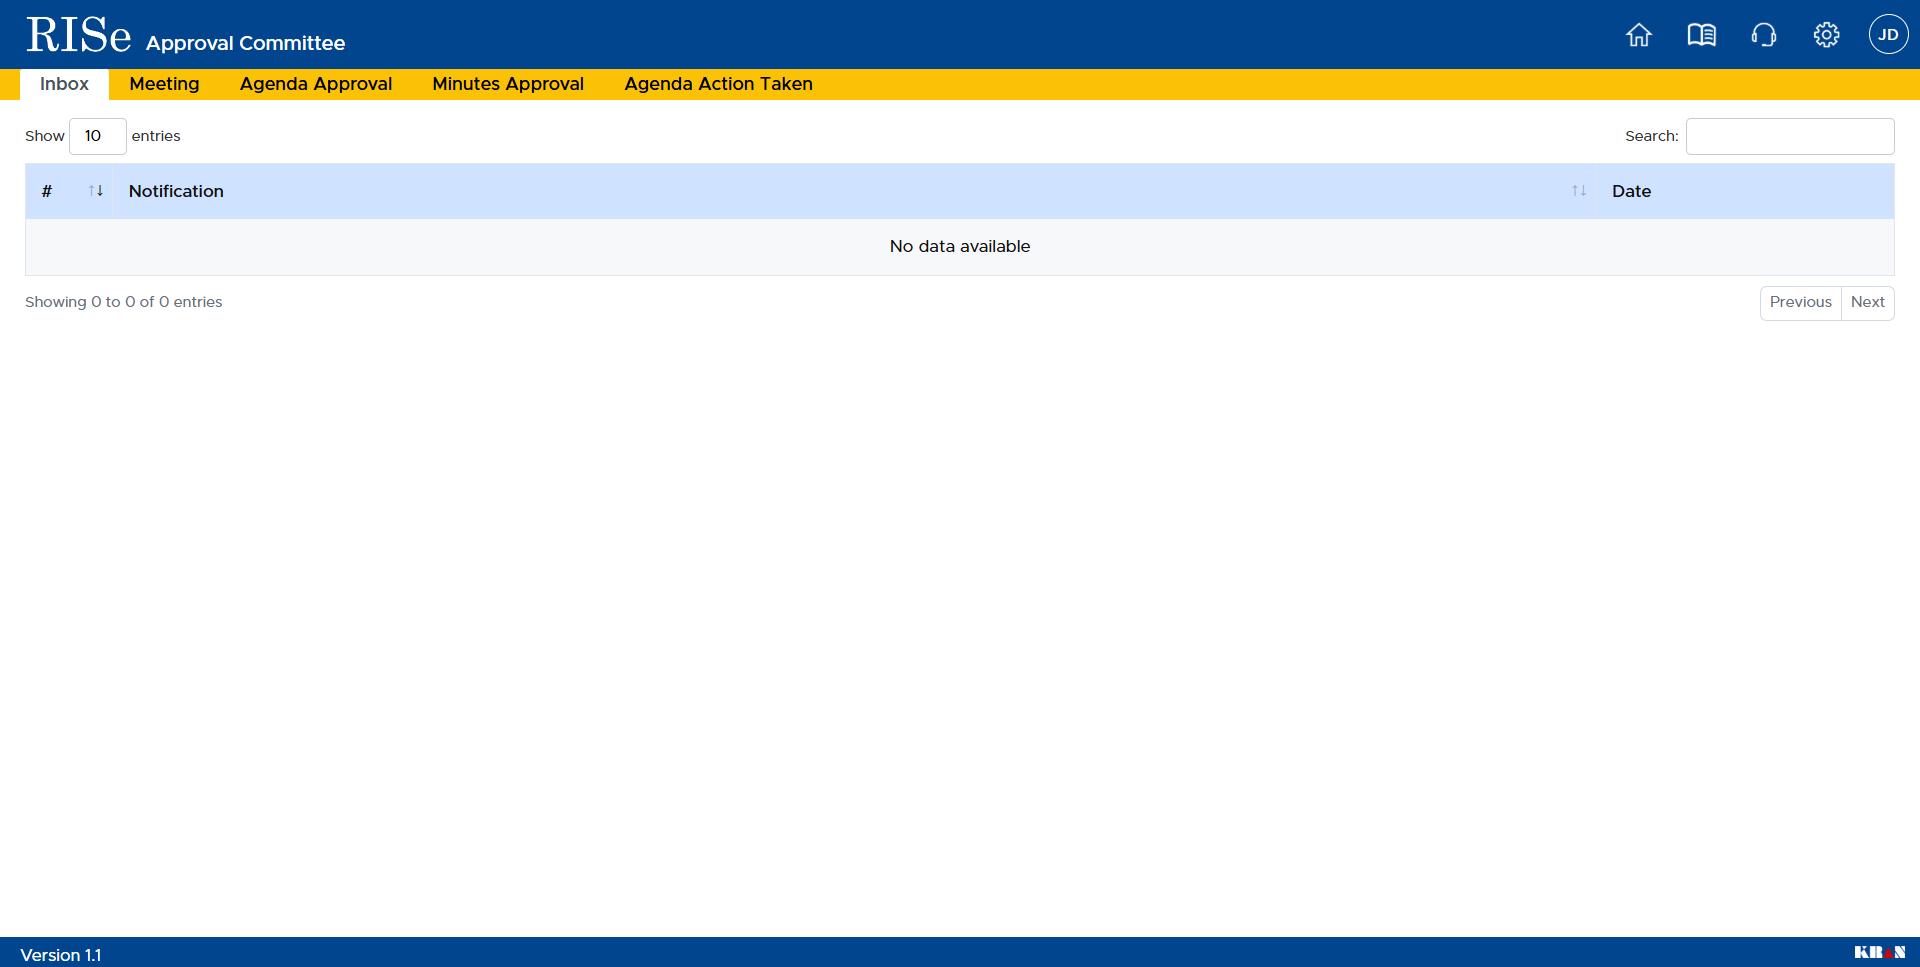 RISe Approval Committee
JD
Inbox Meeting Agenda Approval Minutes Approval Agenda Action Taken
Show 10 entries Search:
# Notification Date
No data available
Showing 0 to 0 of 0 entries Previous Next
Version 1.1 KRAN